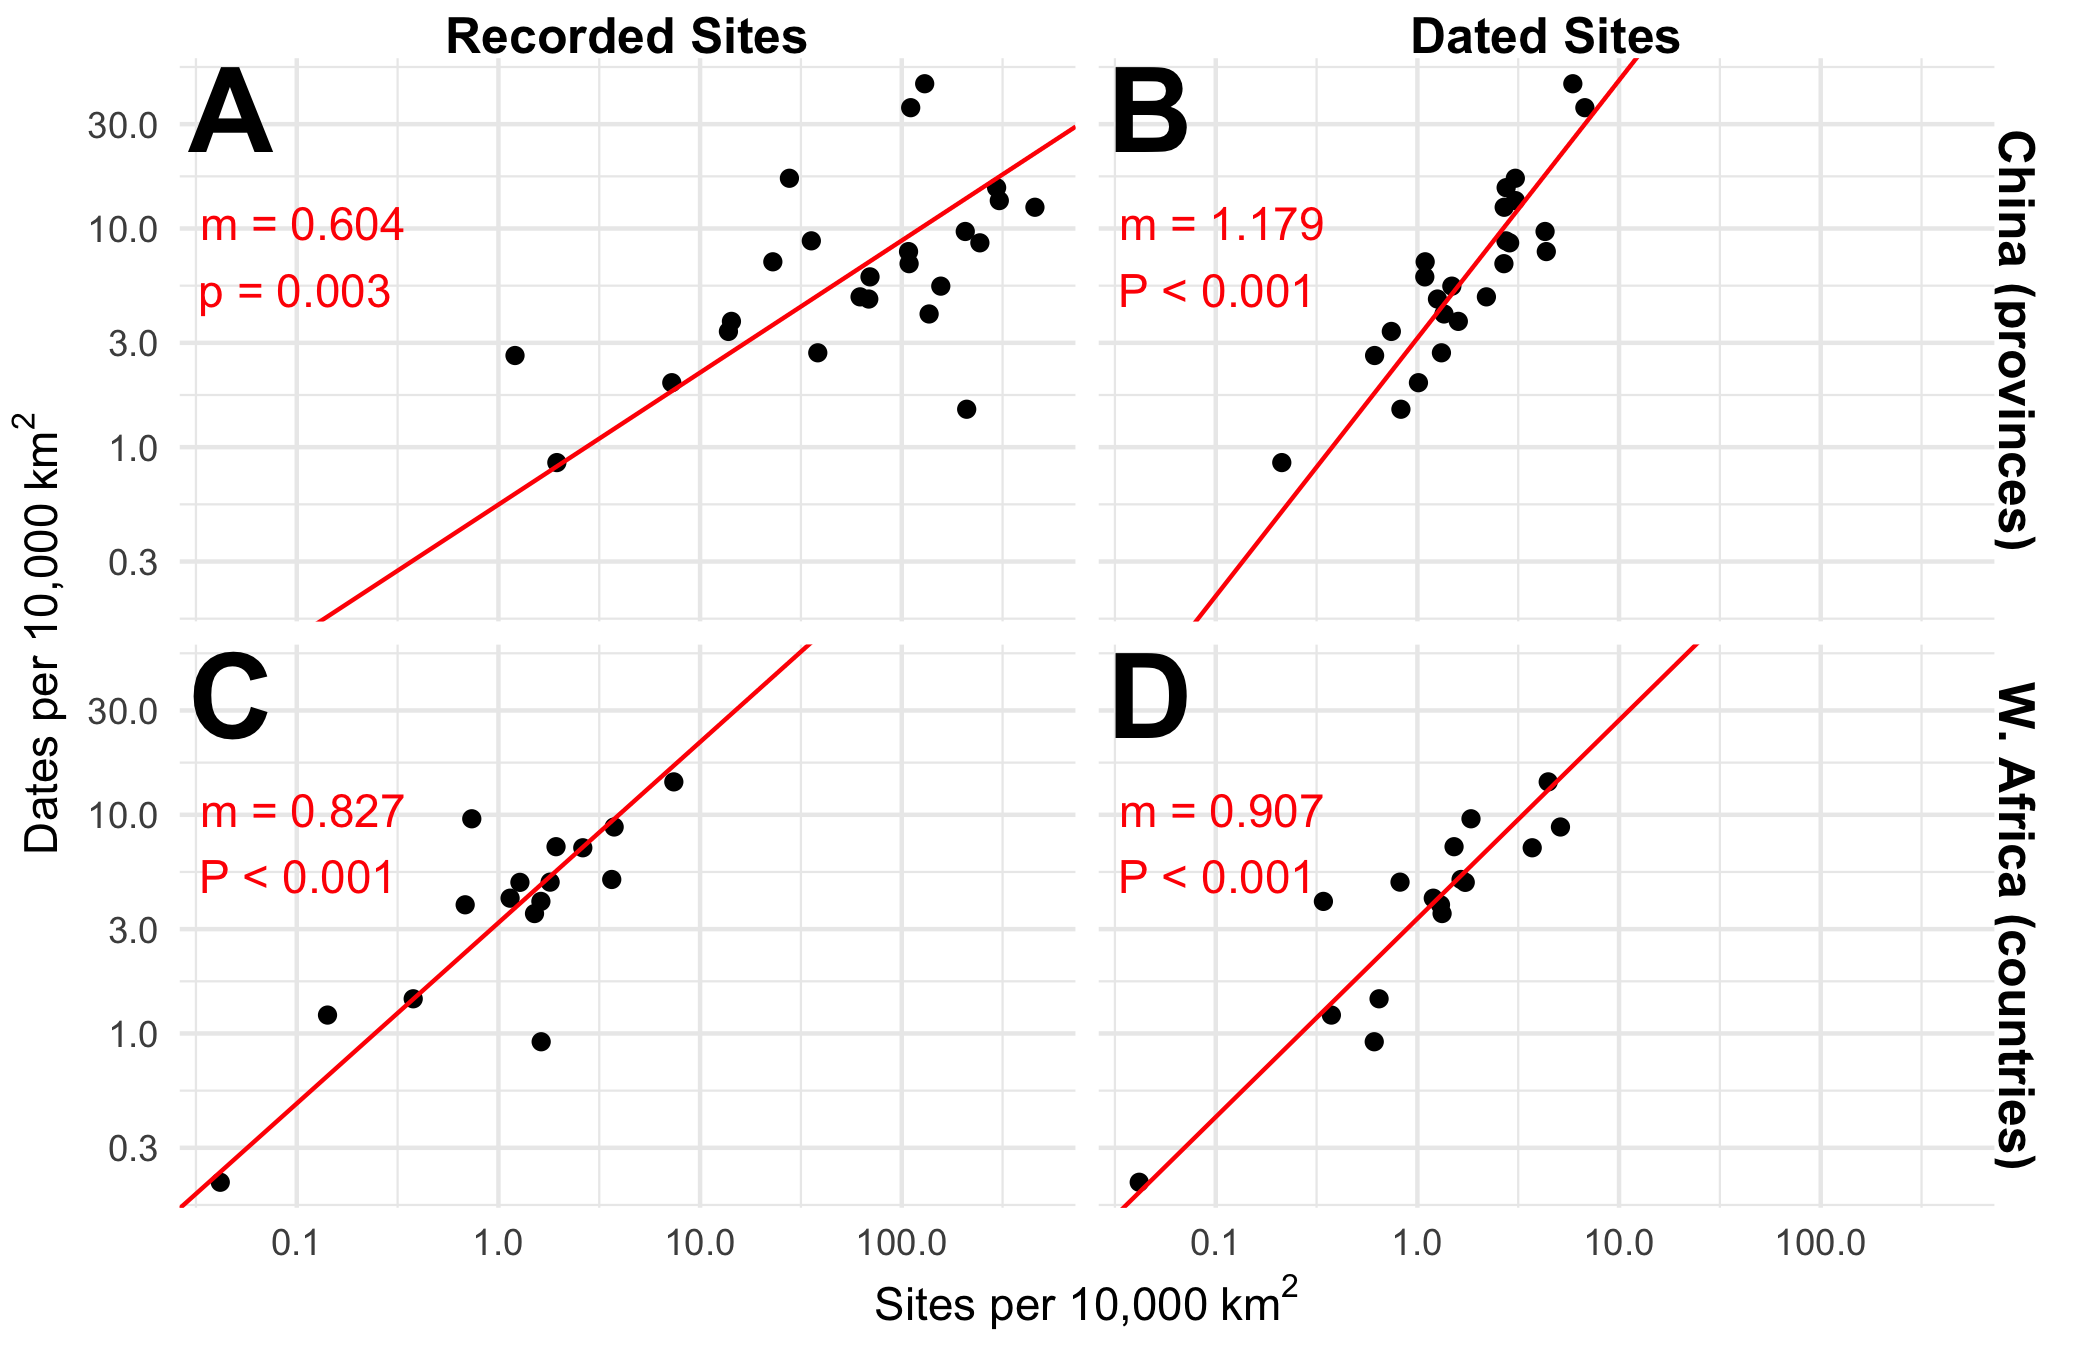 Recorded Sites
Dated Sites
A
m = 0.604
p = 0.003
B
m = 1.179
P < 0.001
China (provinces)
30.0
10.0
3.0
1.0
0.3
C
m = 0.827
P < 0.001
D
m = 0.907
P < 0.001
W. Africa (countries)
30.0
10.0
3.0
1.0
0.3
Dates per 10,000 km²
0.1 1.0 10.0 100.0
0.1 1.0 10.0 100.0
Sites per 10,000 km²